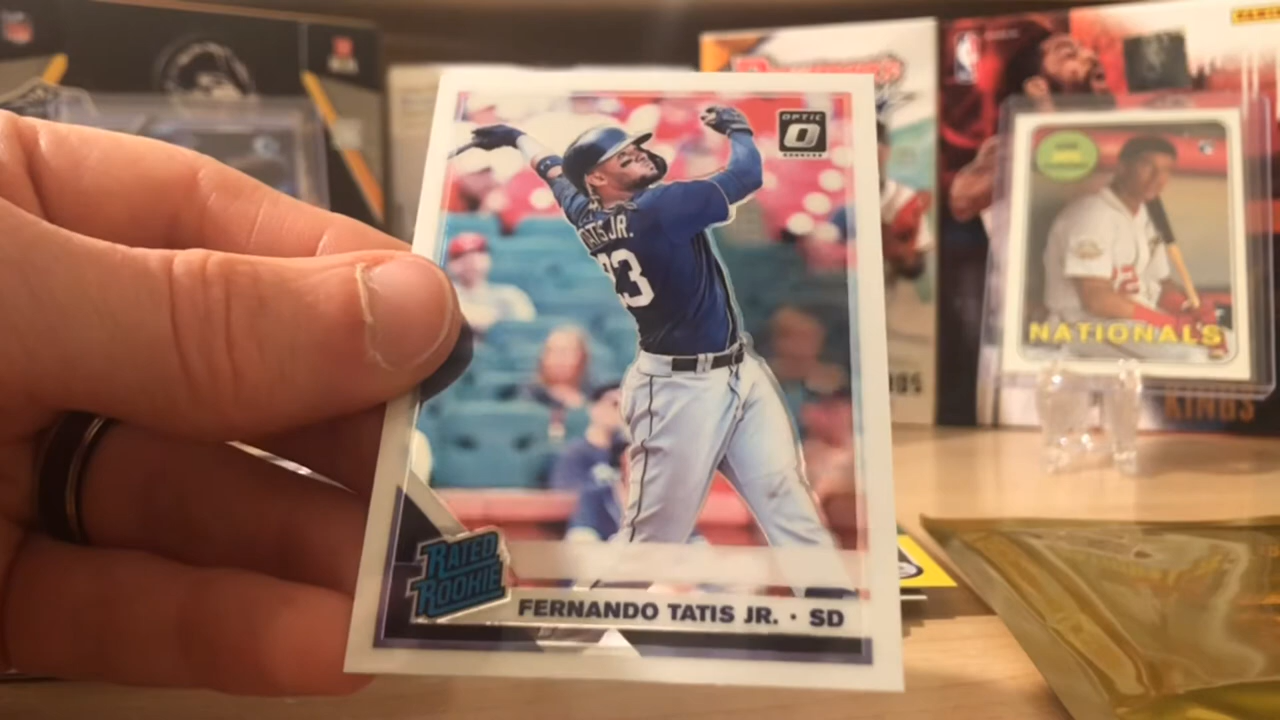 OPTIC
TATIS JR.
23
RATED
ROOKIE
FERNANDO TATIS JR. · SD
NATIONALS
KINGS